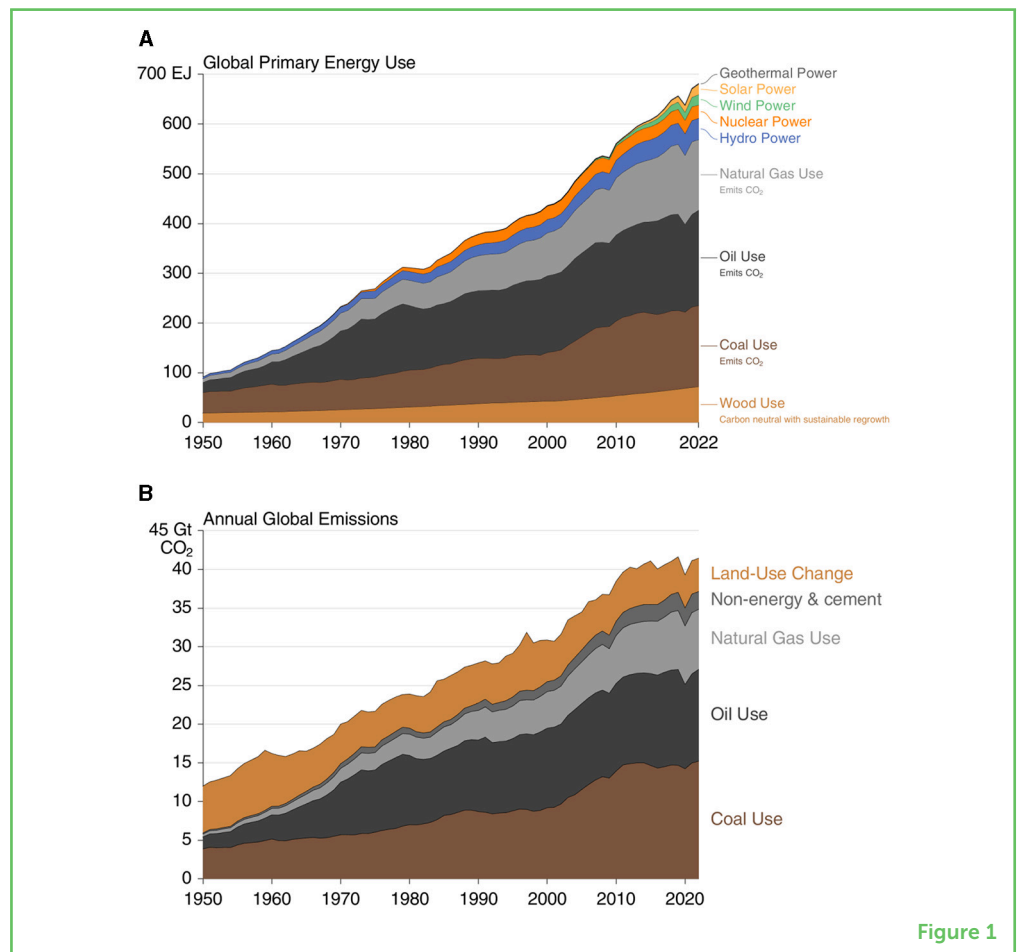 A
Global Primary Energy Use
700 EJ
600
500
400
300
200
100
0
1950 1960 1970 1980 1990 2000 2010 2022
Geothermal Power
Solar Power
Wind Power
Nuclear Power
Hydro Power
Natural Gas Use
Emits CO₂
Oil Use
Emits CO₂
Coal Use
Emits CO₂
Wood Use
Carbon neutral with sustainable regrowth
B
Annual Global Emissions
45 Gt
CO₂
40
35
30
25
20
15
10
5
0
1950 1960 1970 1980 1990 2000 2010 2020
Land-Use Change
Non-energy & cement
Natural Gas Use
Oil Use
Coal Use
Figure 1